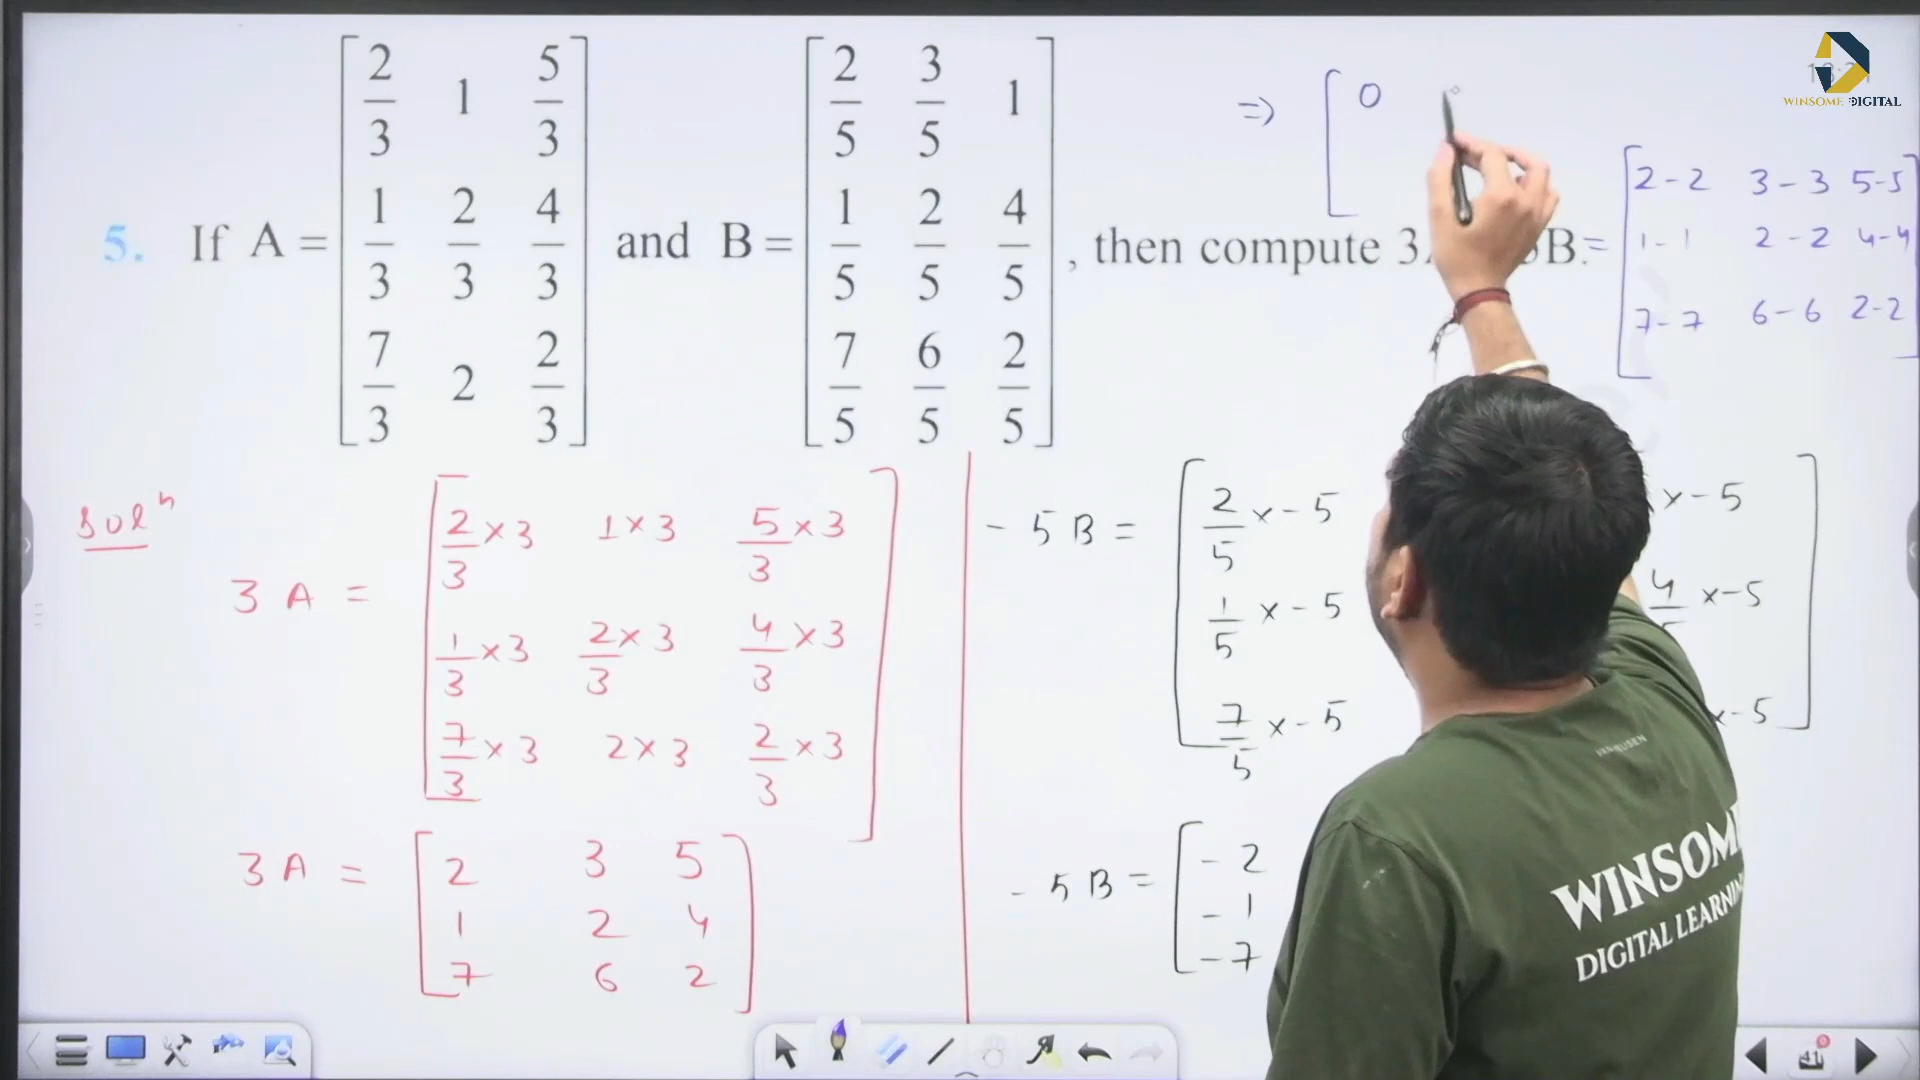 5. If A = [ 2/3 1 5/3 ; 1/3 2/3 4/3 ; 7/3 2 2/3 ] and B = [ 2/5 3/5 1 ; 1/5 2/5 4/5 ; 7/5 6/5 2/5 ], then compute 3 B. =
[ 2-2 3-3 5-5
1-1 2-2 4-4
7-7 6-6 2-2 ]
⇒ [ 0
WINSOME DIGITAL
Solⁿ
3A = [ 2/3 × 3 1 × 3 5/3 × 3
1/3 × 3 2/3 × 3 4/3 × 3
7/3 × 3 2 × 3 2/3 × 3 ]
3A = [ 2 3 5
1 2 4
7 6 2 ]
- 5B = [ 2/5 × -5 × -5
1/5 × -5 4 × -5
7/5 × -5 × -5 ]
- 5B = [ -2
-1
-7
VAN HEUSEN
WINSOME
DIGITAL LEARNIN
41